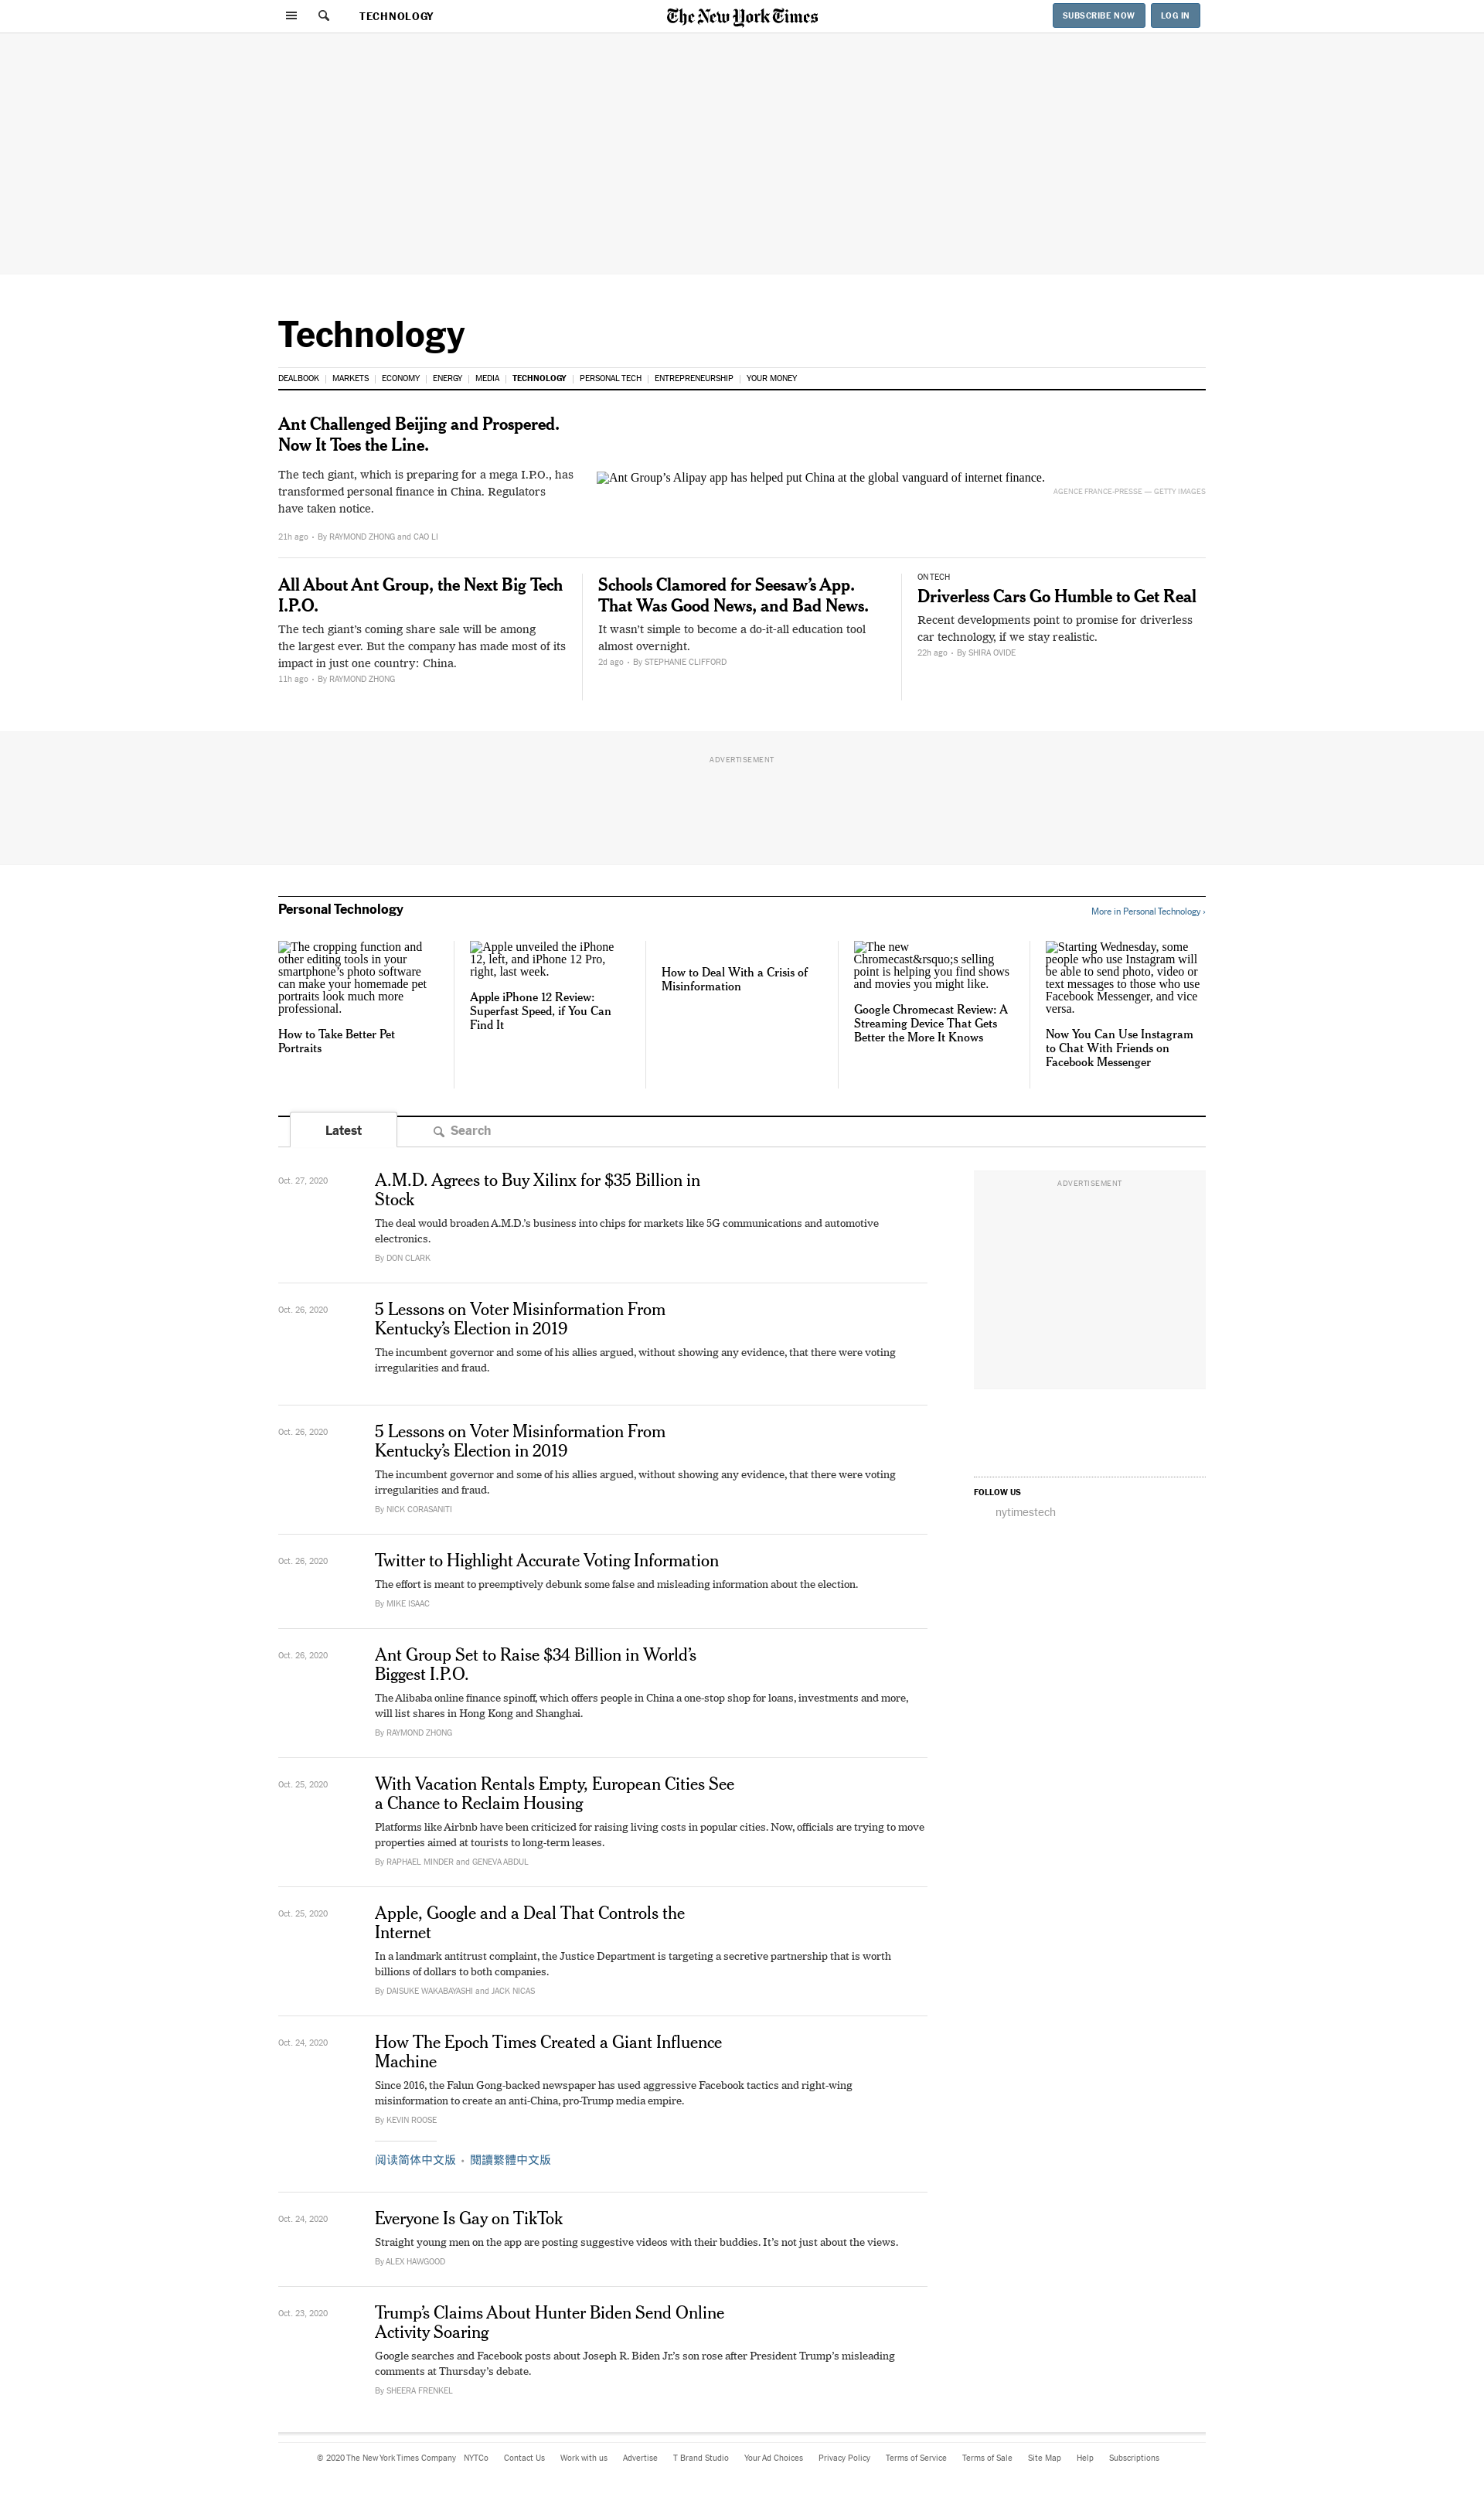 TECHNOLOGY
The New York Times
SUBSCRIBE NOW
LOG IN
Technology
DEALBOOK | MARKETS | ECONOMY | ENERGY | MEDIA | TECHNOLOGY | PERSONAL TECH | ENTREPRENEURSHIP | YOUR MONEY
Ant Challenged Beijing and Prospered.
Now It Toes the Line.
The tech giant, which is preparing for a mega I.P.O., has
transformed personal finance in China. Regulators
have taken notice.
21h ago • By RAYMOND ZHONG and CAO LI
Ant Group’s Alipay app has helped put China at the global vanguard of internet finance.
AGENCE FRANCE-PRESSE — GETTY IMAGES
All About Ant Group, the Next Big Tech
I.P.O.
The tech giant’s coming share sale will be among
the largest ever. But the company has made most of its
impact in just one country: China.
11h ago • By RAYMOND ZHONG
Schools Clamored for Seesaw’s App.
That Was Good News, and Bad News.
It wasn’t simple to become a do-it-all education tool
almost overnight.
2d ago • By STEPHANIE CLIFFORD
ON TECH
Driverless Cars Go Humble to Get Real
Recent developments point to promise for driverless
car technology, if we stay realistic.
22h ago • By SHIRA OVIDE
ADVERTISEMENT
Personal Technology
More in Personal Technology ›
The cropping function and
other editing tools in your
smartphone’s photo software
can make your homemade pet
portraits look much more
professional.
How to Take Better Pet
Portraits
Apple unveiled the iPhone
12, left, and iPhone 12 Pro,
right, last week.
Apple iPhone 12 Review:
Superfast Speed, if You Can
Find It
How to Deal With a Crisis of
Misinformation
The new
Chromecast&rsquo;s selling
point is helping you find shows
and movies you might like.
Google Chromecast Review: A
Streaming Device That Gets
Better the More It Knows
Starting Wednesday, some
people who use Instagram will
be able to send photo, video or
text messages to those who use
Facebook Messenger, and vice
versa.
Now You Can Use Instagram
to Chat With Friends on
Facebook Messenger
Latest
Search
Oct. 27, 2020
A.M.D. Agrees to Buy Xilinx for $35 Billion in
Stock
The deal would broaden A.M.D.’s business into chips for markets like 5G communications and automotive
electronics.
By DON CLARK
Oct. 26, 2020
5 Lessons on Voter Misinformation From
Kentucky’s Election in 2019
The incumbent governor and some of his allies argued, without showing any evidence, that there were voting
irregularities and fraud.
Oct. 26, 2020
5 Lessons on Voter Misinformation From
Kentucky’s Election in 2019
The incumbent governor and some of his allies argued, without showing any evidence, that there were voting
irregularities and fraud.
By NICK CORASANITI
Oct. 26, 2020
Twitter to Highlight Accurate Voting Information
The effort is meant to preemptively debunk some false and misleading information about the election.
By MIKE ISAAC
Oct. 26, 2020
Ant Group Set to Raise $34 Billion in World’s
Biggest I.P.O.
The Alibaba online finance spinoff, which offers people in China a one-stop shop for loans, investments and more,
will list shares in Hong Kong and Shanghai.
By RAYMOND ZHONG
Oct. 25, 2020
With Vacation Rentals Empty, European Cities See
a Chance to Reclaim Housing
Platforms like Airbnb have been criticized for raising living costs in popular cities. Now, officials are trying to move
properties aimed at tourists to long-term leases.
By RAPHAEL MINDER and GENEVA ABDUL
Oct. 25, 2020
Apple, Google and a Deal That Controls the
Internet
In a landmark antitrust complaint, the Justice Department is targeting a secretive partnership that is worth
billions of dollars to both companies.
By DAISUKE WAKABAYASHI and JACK NICAS
Oct. 24, 2020
How The Epoch Times Created a Giant Influence
Machine
Since 2016, the Falun Gong-backed newspaper has used aggressive Facebook tactics and right-wing
misinformation to create an anti-China, pro-Trump media empire.
By KEVIN ROOSE
阅读简体中文版 • 閱讀繁體中文版
Oct. 24, 2020
Everyone Is Gay on TikTok
Straight young men on the app are posting suggestive videos with their buddies. It’s not just about the views.
By ALEX HAWGOOD
Oct. 23, 2020
Trump’s Claims About Hunter Biden Send Online
Activity Soaring
Google searches and Facebook posts about Joseph R. Biden Jr.’s son rose after President Trump’s misleading
comments at Thursday’s debate.
By SHEERA FRENKEL
ADVERTISEMENT
FOLLOW US
nytimestech
© 2020 The New York Times Company NYTCo Contact Us Work with us Advertise T Brand Studio Your Ad Choices Privacy Policy Terms of Service Terms of Sale Site Map Help Subscriptions